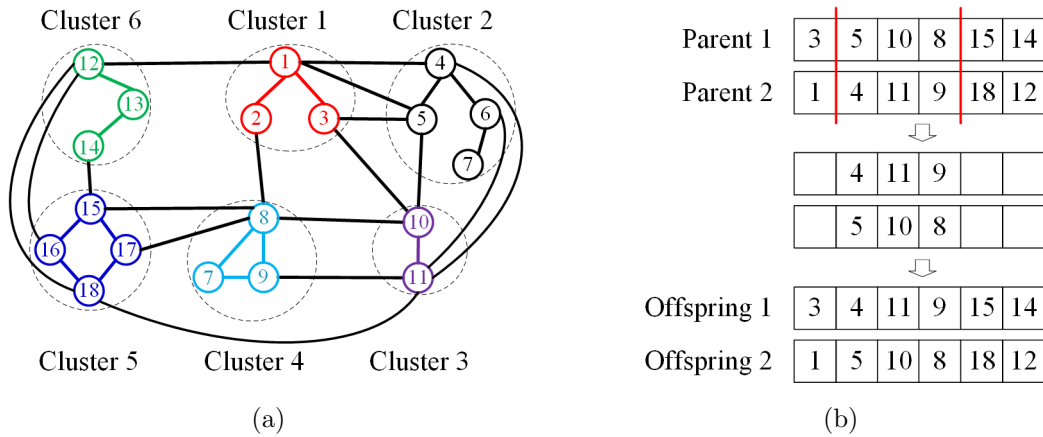 Cluster 6 Cluster 1 Cluster 2
12 1 4
13
2 3 5 6
14 7
15 8 10
16 17
7 9 11
18
Cluster 5 Cluster 4 Cluster 3
(a)
Parent 1 3 5 10 8 15 14
Parent 2 1 4 11 9 18 12
4 11 9
5 10 8
Offspring 1 3 4 11 9 15 14
Offspring 2 1 5 10 8 18 12
(b)